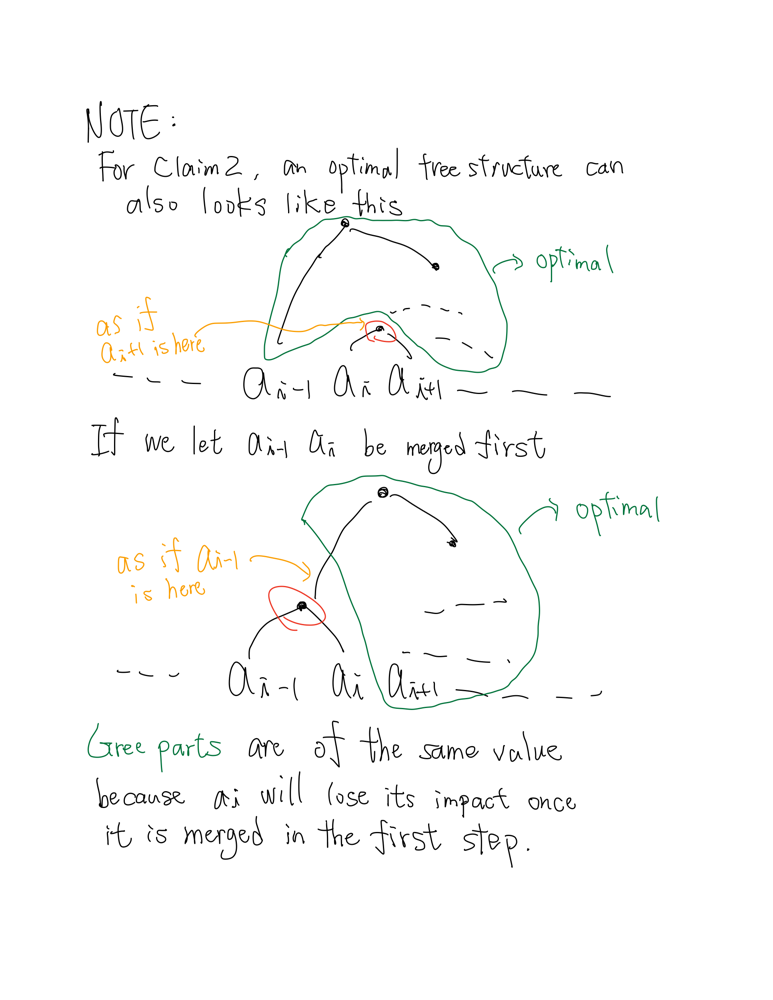 NOTE:
For Claim2, an optimal tree structure can
also looks like this
optimal
as if
a_{i+1} is here
a_{i-1} a_i a_{i+1}
If we let a_{i-1} a_i be merged first
optimal
as if a_{i-1}
is here
a_{i-1} a_i a_{i+1}
Gree parts are of the same value
because a_i will lose its impact once
it is merged in the first step.